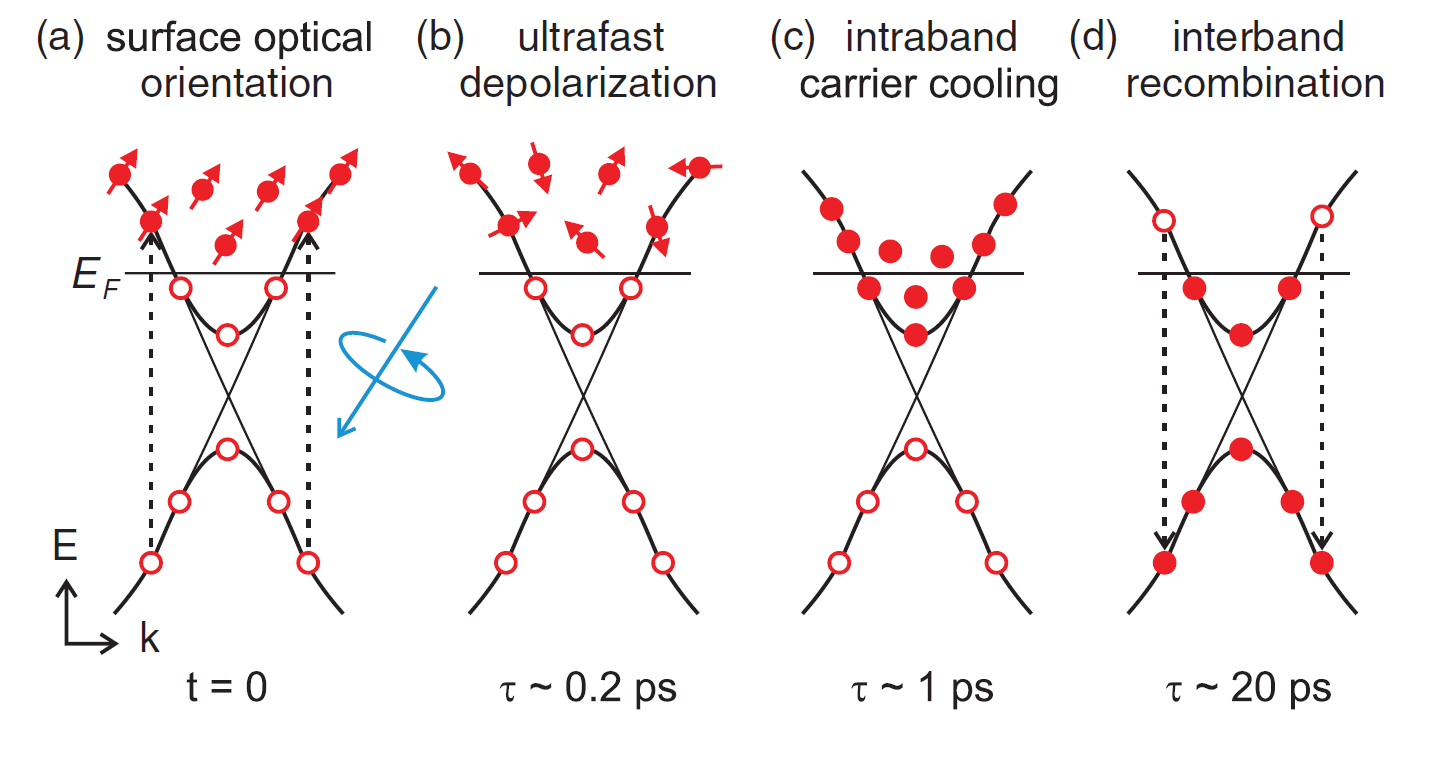 (a) surface optical
orientation
(b) ultrafast
depolarization
(c) intraband
carrier cooling
(d) interband
recombination
E_F
E
k
t = 0
τ ~ 0.2 ps
τ ~ 1 ps
τ ~ 20 ps